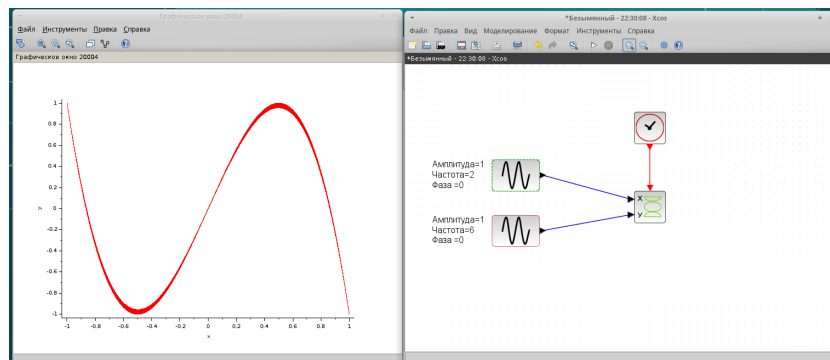 Графическое окно 20004
Файл Инструменты Правка Справка
Графическое окно 20004
1
0.8
0.6
0.4
0.2
0
-0.2
-0.4
-0.6
-0.8
-1
y
-1 -0.8 -0.6 -0.4 -0.2 0 0.2 0.4 0.6 0.8 1
x
*Безымянный - 22:30:08 - Xcos
Файл Правка Вид Моделирование Формат Инструменты Справка
*Безымянный - 22:30:08 - Xcos
Амплитуда=1
Частота=2
Фаза =0
Амплитуда=1
Частота=6
Фаза =0
X
y